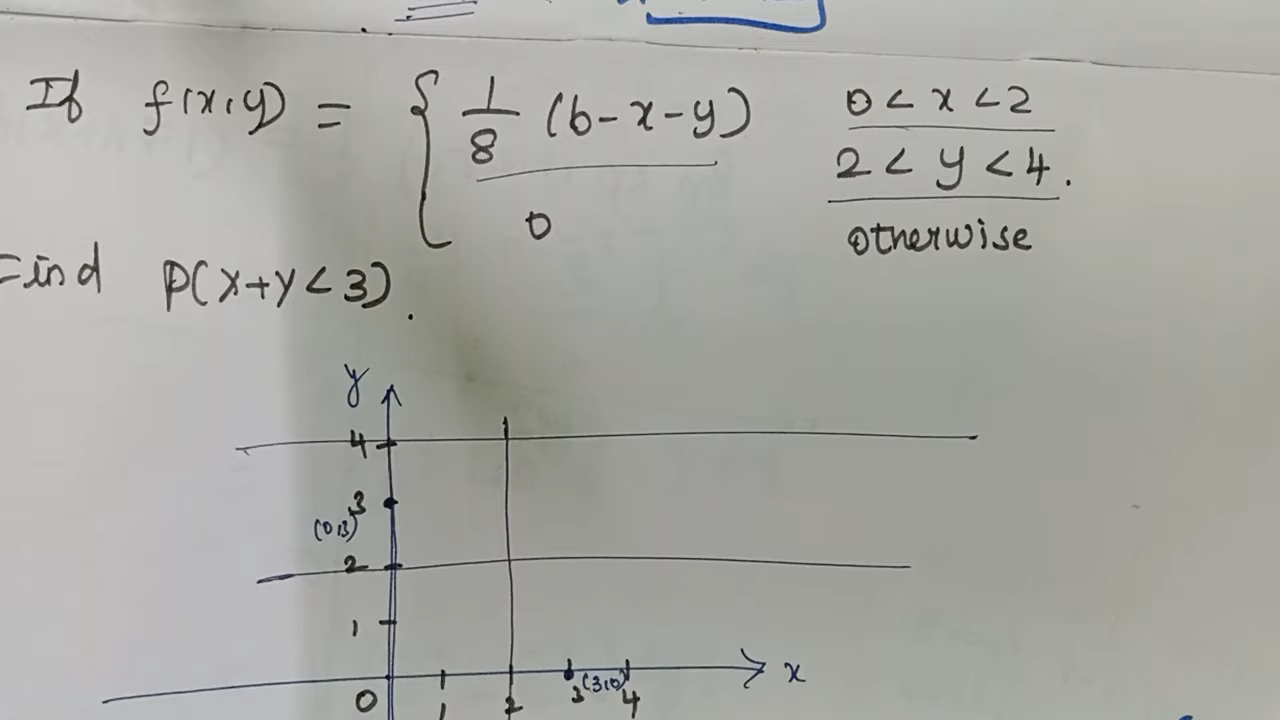 If f(x,y) = { 1/8 (6-x-y) 0<x<2
2<y<4.
0 otherwise
Find P(X+Y<3).
y
4
3
(0,3)
2
1
0 1 2 3 (3,0) 4 x